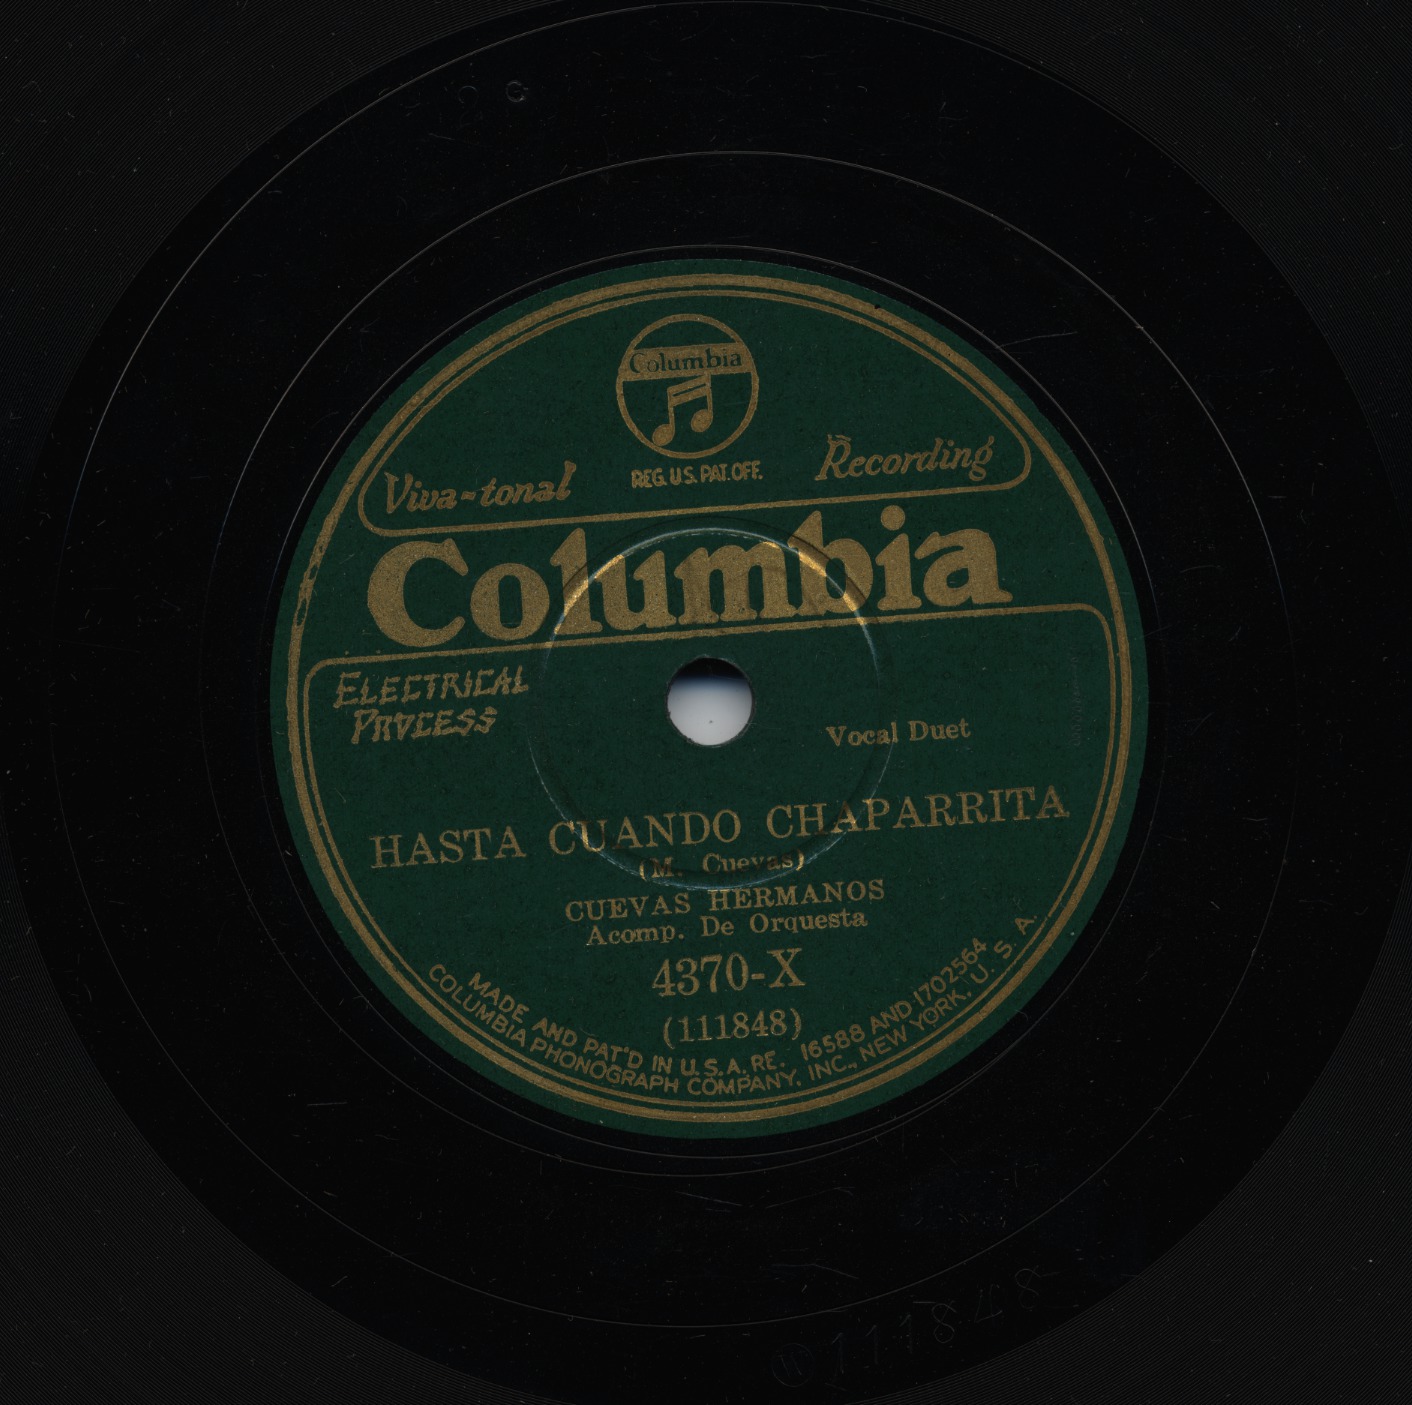 Columbia
REG. U.S. PAT. OFF.
Viva-tonal Recording
Columbia
ELECTRICAL
PROCESS
Vocal Duet
HASTA CUANDO CHAPARRITA
(M. Cuevas)
CUEVAS HERMANOS
Acomp. De Orquesta
4370-X
(111848)
MADE AND PAT'D IN U.S.A. RE. 16588 AND 1702564
COLUMBIA PHONOGRAPH COMPANY, INC., NEW YORK, U. S. A.
W 111848